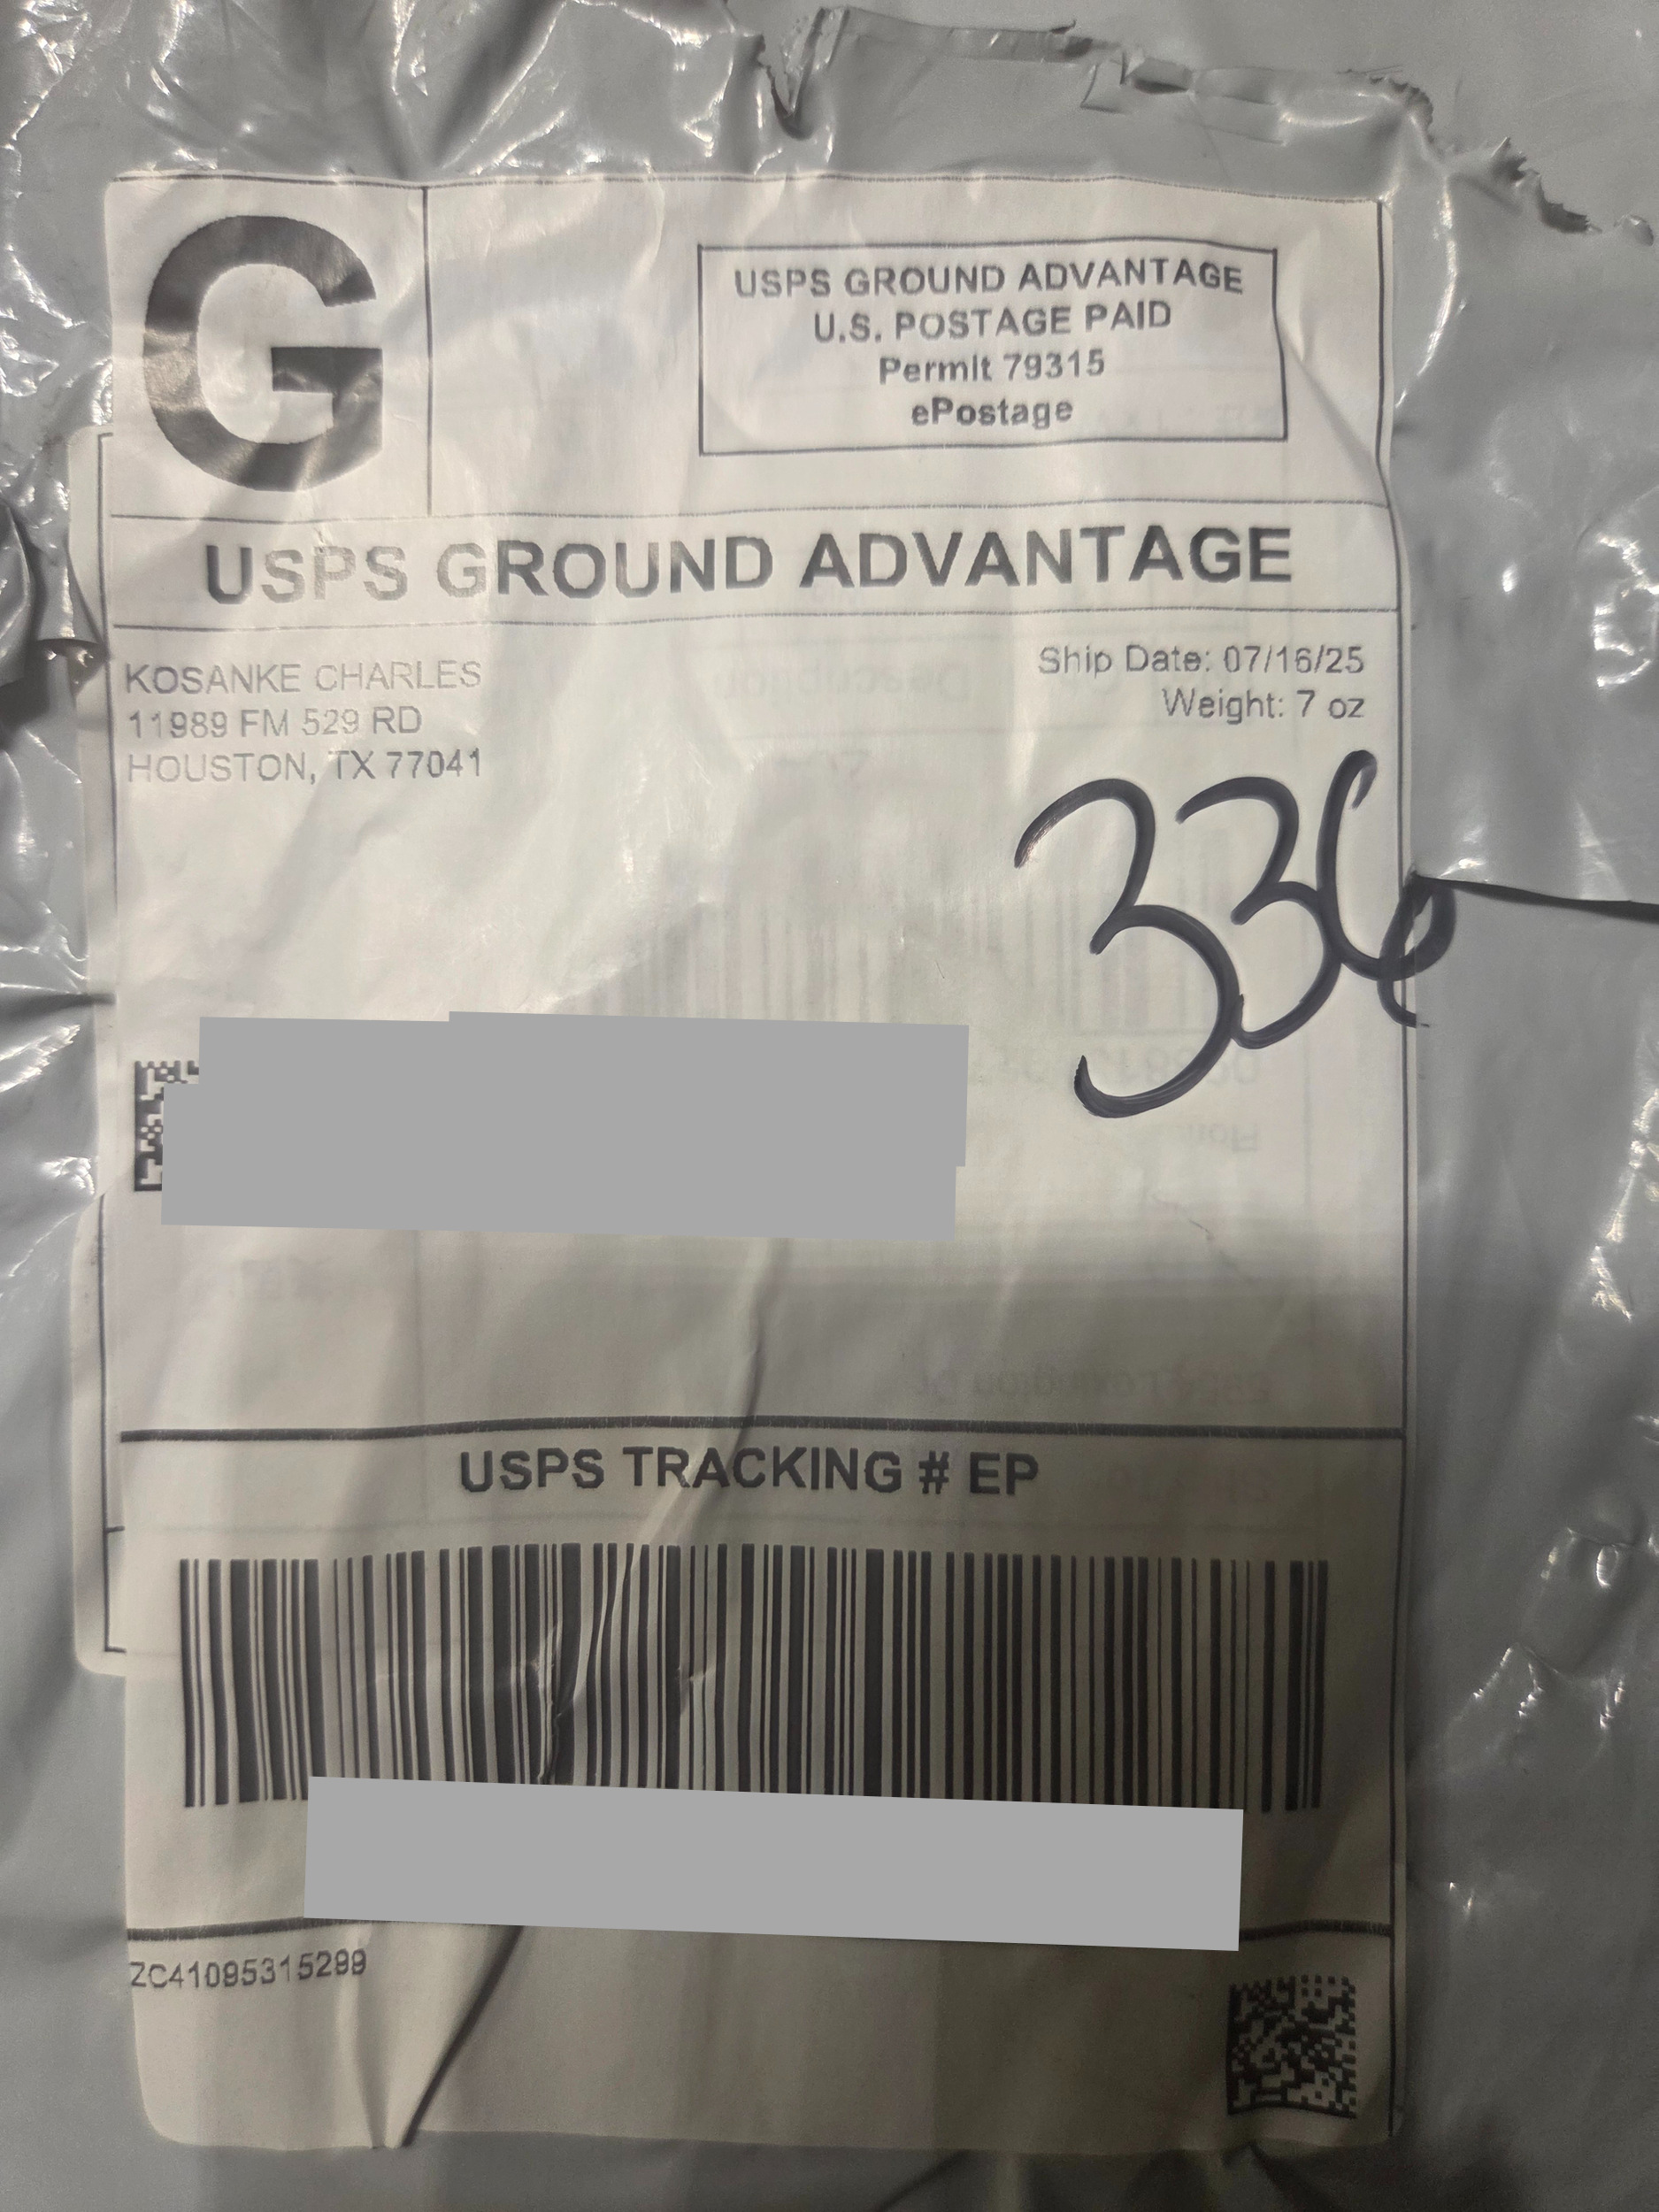 G
USPS GROUND ADVANTAGE
U.S. POSTAGE PAID
Permit 79315
ePostage
USPS GROUND ADVANTAGE
KOSANKE CHARLES
11989 FM 529 RD
HOUSTON, TX 77041
Ship Date: 07/16/25
Weight: 7 oz
336
USPS TRACKING # EP
ZC41095315299